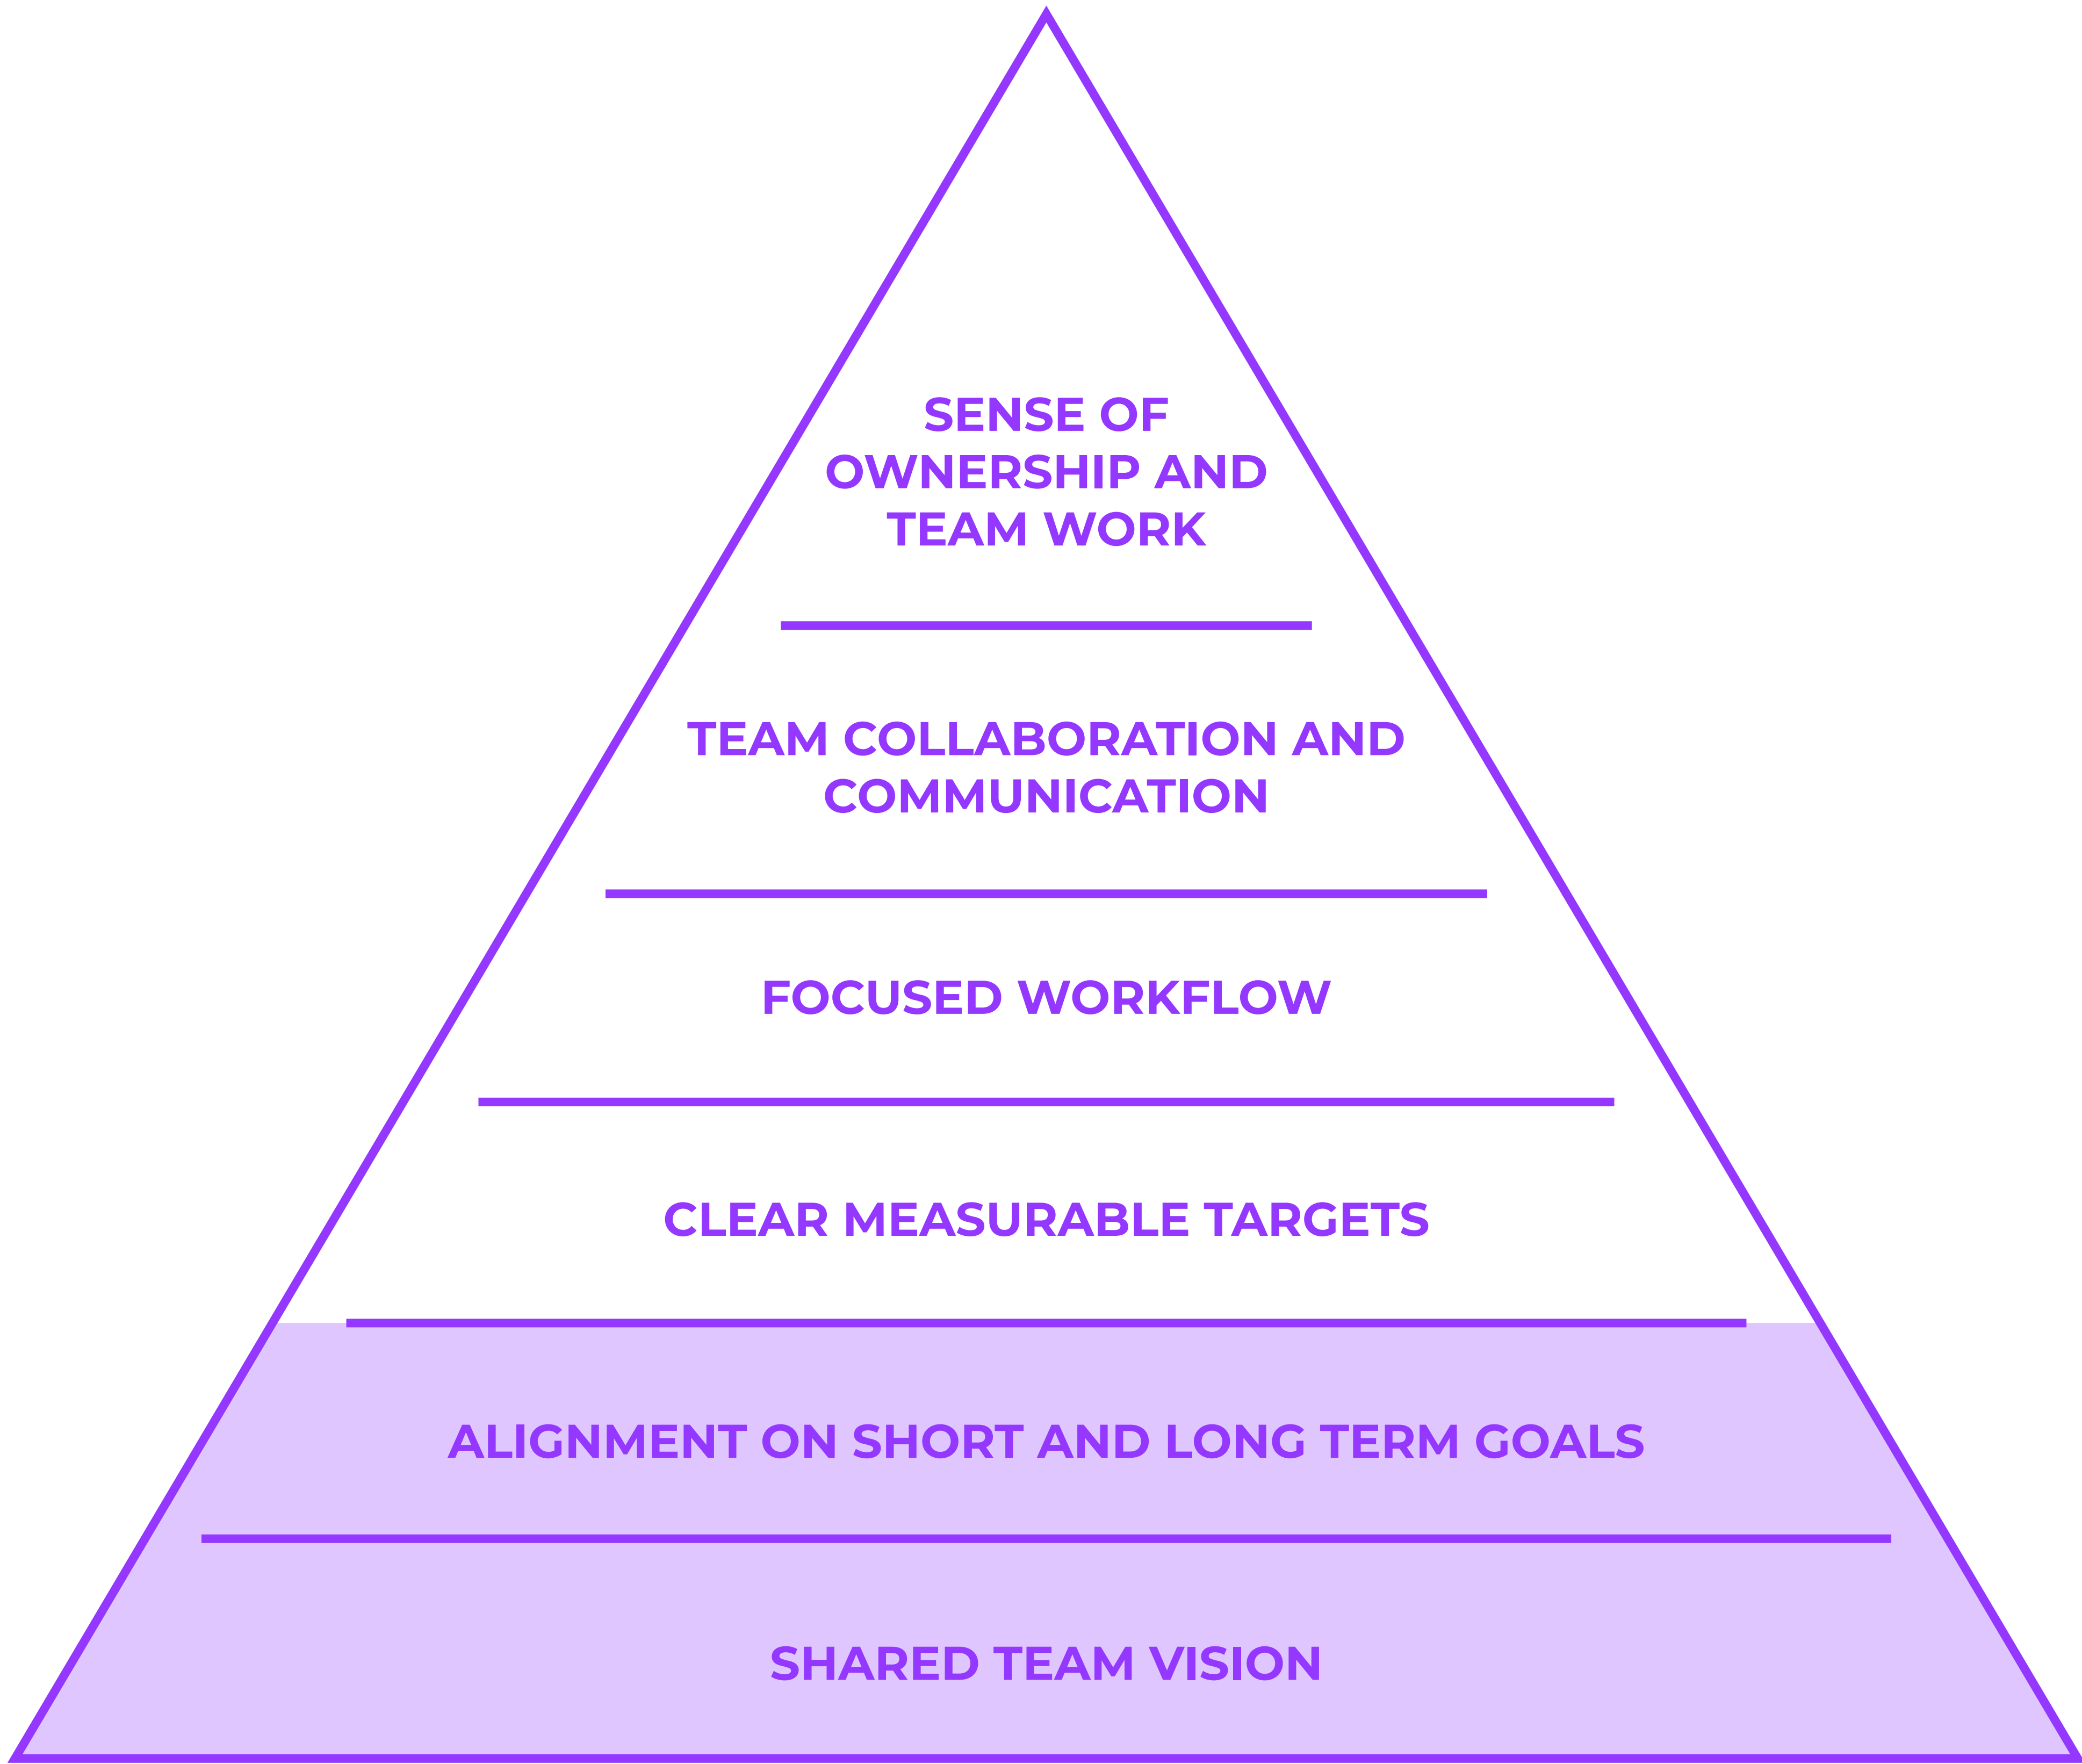 SENSE OF
OWNERSHIP AND
TEAM WORK
TEAM COLLABORATION AND
COMMUNICATION
FOCUSED WORKFLOW
CLEAR MEASURABLE TARGETS
ALIGNMENT ON SHORT AND LONG TERM GOALS
SHARED TEAM VISION